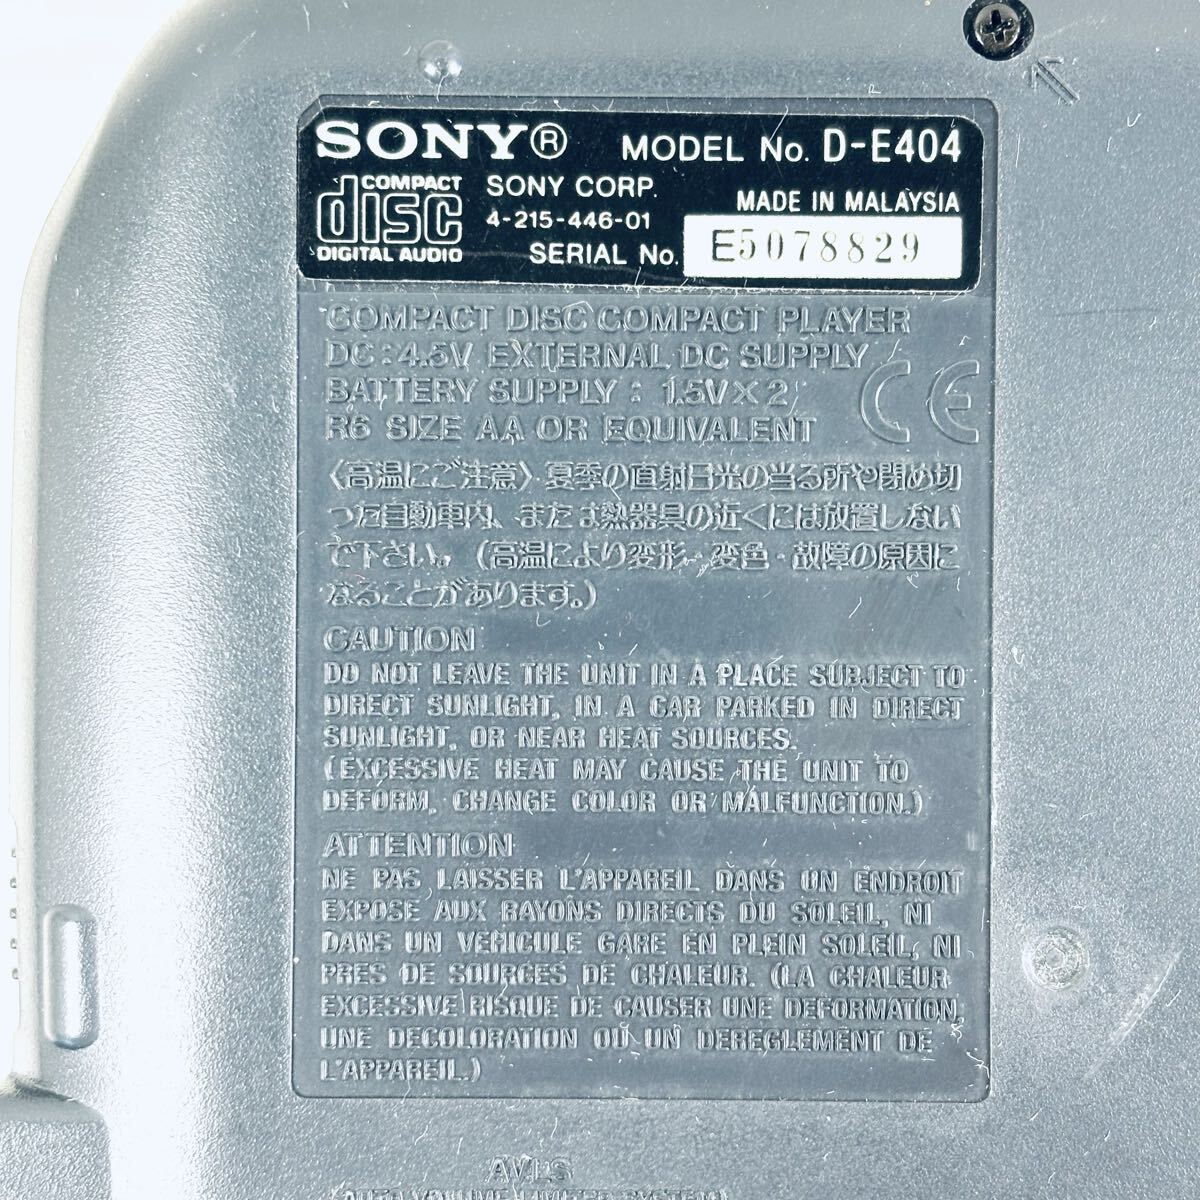 SONY® MODEL No. D-E404
COMPACT disc DIGITAL AUDIO
SONY CORP. MADE IN MALAYSIA
4-215-446-01
SERIAL No. E5078829
COMPACT DISC COMPACT PLAYER
DC : 4.5V EXTERNAL DC SUPPLY
BATTERY SUPPLY : 1.5V×2 CE
R6 SIZE AA OR EQUIVALENT
〈高温にご注意〉夏季の直射日光の当る所や閉め切
った自動車内、または熱器具の近くには放置しない
で下さい。(高温により変形・変色・故障の原因に
なることがあります。)
CAUTION
DO NOT LEAVE THE UNIT IN A PLACE SUBJECT TO
DIRECT SUNLIGHT, IN A CAR PARKED IN DIRECT
SUNLIGHT, OR NEAR HEAT SOURCES.
(EXCESSIVE HEAT MAY CAUSE THE UNIT TO
DEFORM, CHANGE COLOR OR MALFUNCTION.)
ATTENTION
NE PAS LAISSER L'APPAREIL DANS UN ENDROIT
EXPOSE AUX RAYONS DIRECTS DU SOLEIL, NI
DANS UN VEHICULE GARE EN PLEIN SOLEIL, NI
PRES DE SOURCES DE CHALEUR. (LA CHALEUR
EXCESSIVE RISQUE DE CAUSER UNE DEFORMATION,
UNE DECOLORATION OU UN DEREGLEMENT DE
L'APPAREIL.)
AVLS
(AUTO VOLUME LIMITER SYSTEM)